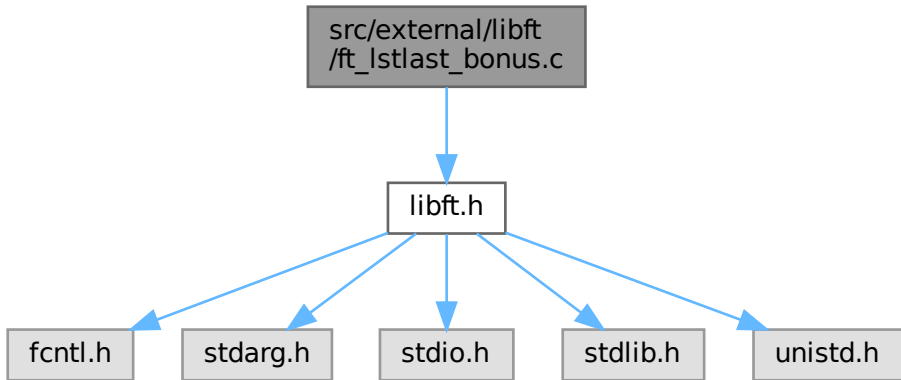 src/external/libft
/ft_lstlast_bonus.c
libft.h
fcntl.h
stdarg.h
stdio.h
stdlib.h
unistd.h